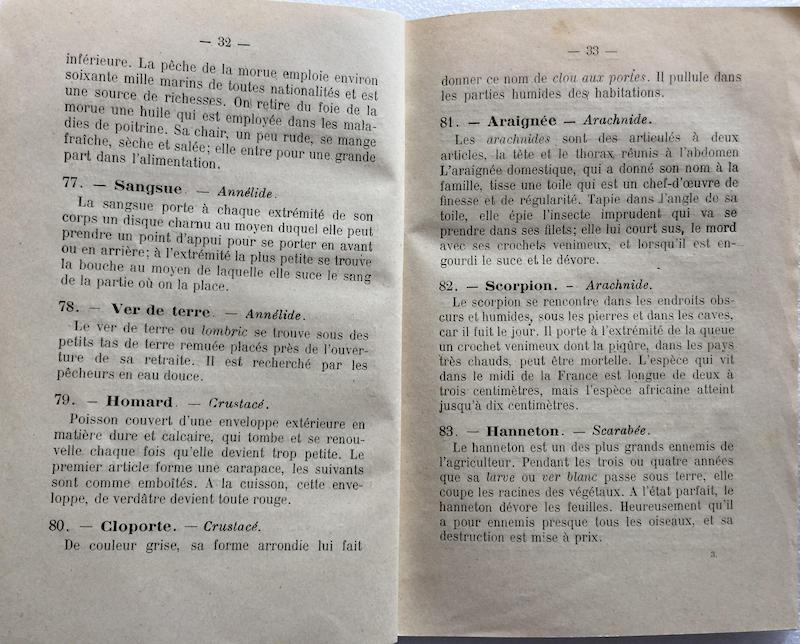 — 32 —
inférieure. La pêche de la morue emploie environ
soixante mille marins de toutes nationalités et est
une source de richesses. On retire du foie de la
morue une huile qui est employée dans les mala-
dies de poitrine. Sa chair, un peu rude, se mange
fraîche, sèche et salée; elle entre pour une grande
part dans l'alimentation.
77. — Sangsue. — Annélide.
La sangsue porte à chaque extrémité de son
corps un disque charnu au moyen duquel elle peut
prendre un point d'appui pour se porter en avant
ou en arrière; à l'extrémité la plus petite se trouve
la bouche au moyen de laquelle elle suce le sang
de la partie où on la place.
78. — Ver de terre. — Annélide.
Le ver de terre ou lombric se trouve sous des
petits tas de terre remuée placés près de l'ouver-
ture de sa retraite. Il est recherché par les
pêcheurs en eau douce.
79. — Homard. — Crustacé.
Poisson couvert d'une enveloppe extérieure en
matière dure et calcaire, qui tombe et se renou-
velle chaque fois qu'elle devient trop petite. Le
premier article forme une carapace, les suivants
sont comme emboîtés. A la cuisson, cette enve-
loppe, de verdâtre devient toute rouge.
80. — Cloporte. — Crustacé.
De couleur grise, sa forme arrondie lui fait
— 33 —
donner ce nom de clou aux portes. Il pullule dans
les parties humides des habitations.
81. — Araignée — Arachnide.
Les arachnides sont des articulés à deux
articles, la tête et le thorax réunis à l'abdomen
L'araignée domestique, qui a donné son nom à la
famille, tisse une toile qui est un chef-d'œuvre de
finesse et de régularité. Tapie dans l'angle de sa
toile, elle épie l'insecte imprudent qui va se
prendre dans ses filets; elle lui court sus, le mord
avec ses crochets venimeux, et lorsqu'il est en-
gourdi le suce et le dévore.
82. — Scorpion. — Arachnide.
Le scorpion se rencontre dans les endroits obs-
curs et humides, sous les pierres et dans les caves,
car il fuit le jour. Il porte à l'extrémité de la queue
un crochet venimeux dont la piqûre, dans les pays
très chauds, peut être mortelle. L'espèce qui vit
dans le midi de la France est longue de deux à
trois centimètres, mais l'espèce africaine atteint
jusqu'à dix centimètres.
83. — Hanneton. — Scarabée.
Le hanneton est un des plus grands ennemis de
l'agriculteur. Pendant les trois ou quatre années
que sa larve ou ver blanc passe sous terre, elle
coupe les racines des végétaux. A l'état parfait, le
hanneton dévore les feuilles. Heureusement qu'il
a pour ennemis presque tous les oiseaux, et sa
destruction est mise à prix.
3.